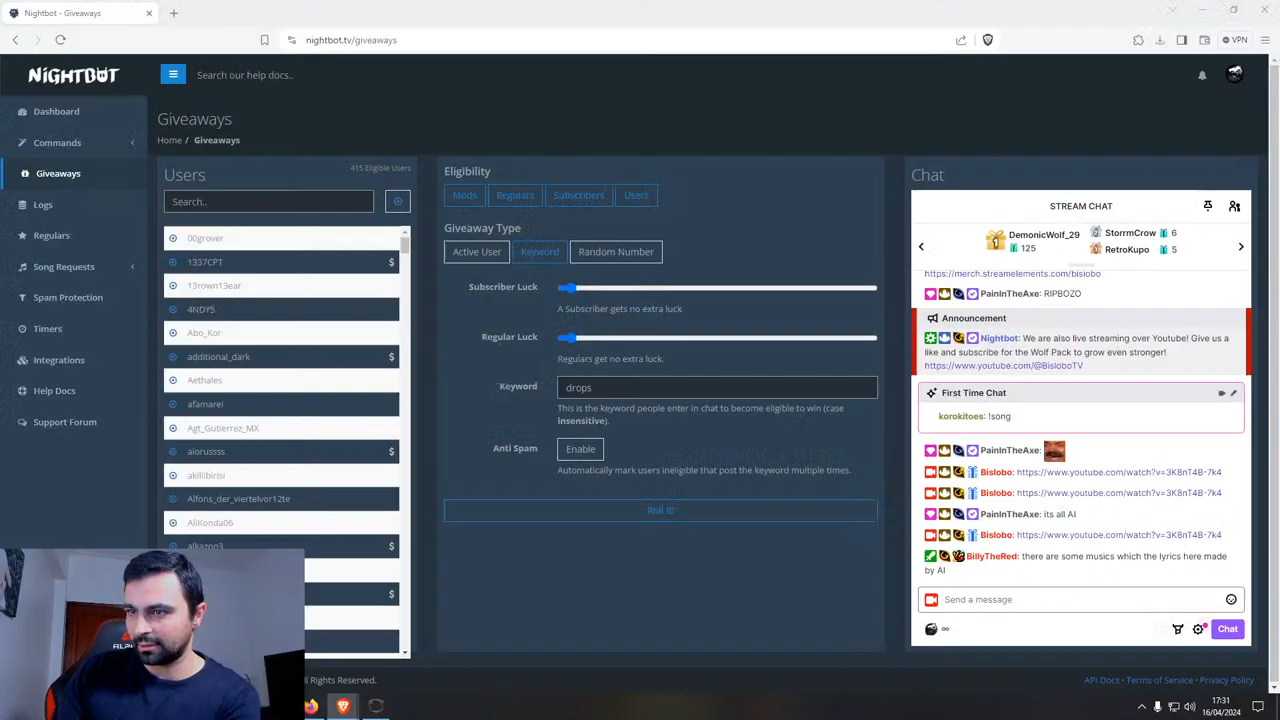 Nightbot - Giveaways
nightbot.tv/giveaways
VPN
NIGHTBOT
Search our help docs..
Dashboard
Commands
Giveaways
Logs
Regulars
Song Requests
Spam Protection
Timers
Integrations
Help Docs
Support Forum
Giveaways
Home / Giveaways
Users
415 Eligible Users
Search..
00grover
1337CPT $
13rown13ear
4NDY5
Abo_Kor
additional_dark $
Aethales
afamarei
Agt_Gutierrez_MX
aiorussss $
akillibirisi
Alfons_der_viertelvor12te
AliKonda06
alkazon3 $
$
$
Eligibility
Mods
Regulars
Subscribers
Users
Giveaway Type
Active User
Keyword
Random Number
Subscriber Luck
A Subscriber gets no extra luck
Regular Luck
Regulars get no extra luck.
Keyword
drops
This is the keyword people enter in chat to become eligible to win (case
insensitive).
Anti Spam
Enable
Automatically mark users ineligible that post the keyword multiple times.
Roll It!
Chat
STREAM CHAT
1
DemonicWolf_29
125
2 StorrmCrow 6
3 RetroKupo 5
https://merch.streamelements.com/bislobo
PainInTheAxe: RIPBOZO
Announcement
Nightbot: We are also live streaming over Youtube! Give us a
like and subscribe for the Wolf Pack to grow even stronger!
https://www.youtube.com/@BisloboTV
First Time Chat
korokitoes: !song
PainInTheAxe:
Bislobo: https://www.youtube.com/watch?v=3K8nT4B-7k4
Bislobo: https://www.youtube.com/watch?v=3K8nT4B-7k4
PainInTheAxe: its all AI
Bislobo: https://www.youtube.com/watch?v=3K8nT4B-7k4
BillyTheRed: there are some musics which the lyrics here made
by AI
Send a message
∞
Chat
ts Reserved.
API Docs · Terms of Service · Privacy Policy
17:31
16/04/2024